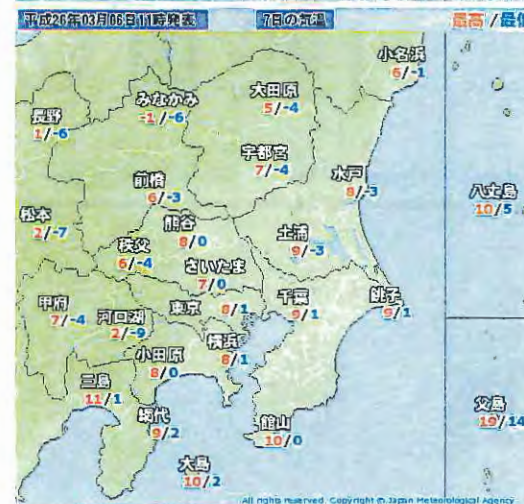 平成26年03月06日11時発表 7日の気温 最高/最低
小名浜
6/-1
大田原
5/-4
みなかみ
-1/-6
長野
1/-6
宇都宮
7/-4
水戸
8/-3
前橋
6/-3
八丈島
10/5
松本
2/-7
熊谷
8/0
土浦
9/-3
秩父
6/-4
さいたま
7/0
甲府
7/-4
東京 8/1
千葉
9/1
銚子
9/1
河口湖
2/-9
横浜
8/1
小田原
8/0
三島
11/1
父島
19/14
網代
9/2
館山
10/0
大島
10/2
All rights reserved. Copyright © Japan Meteorological Agency